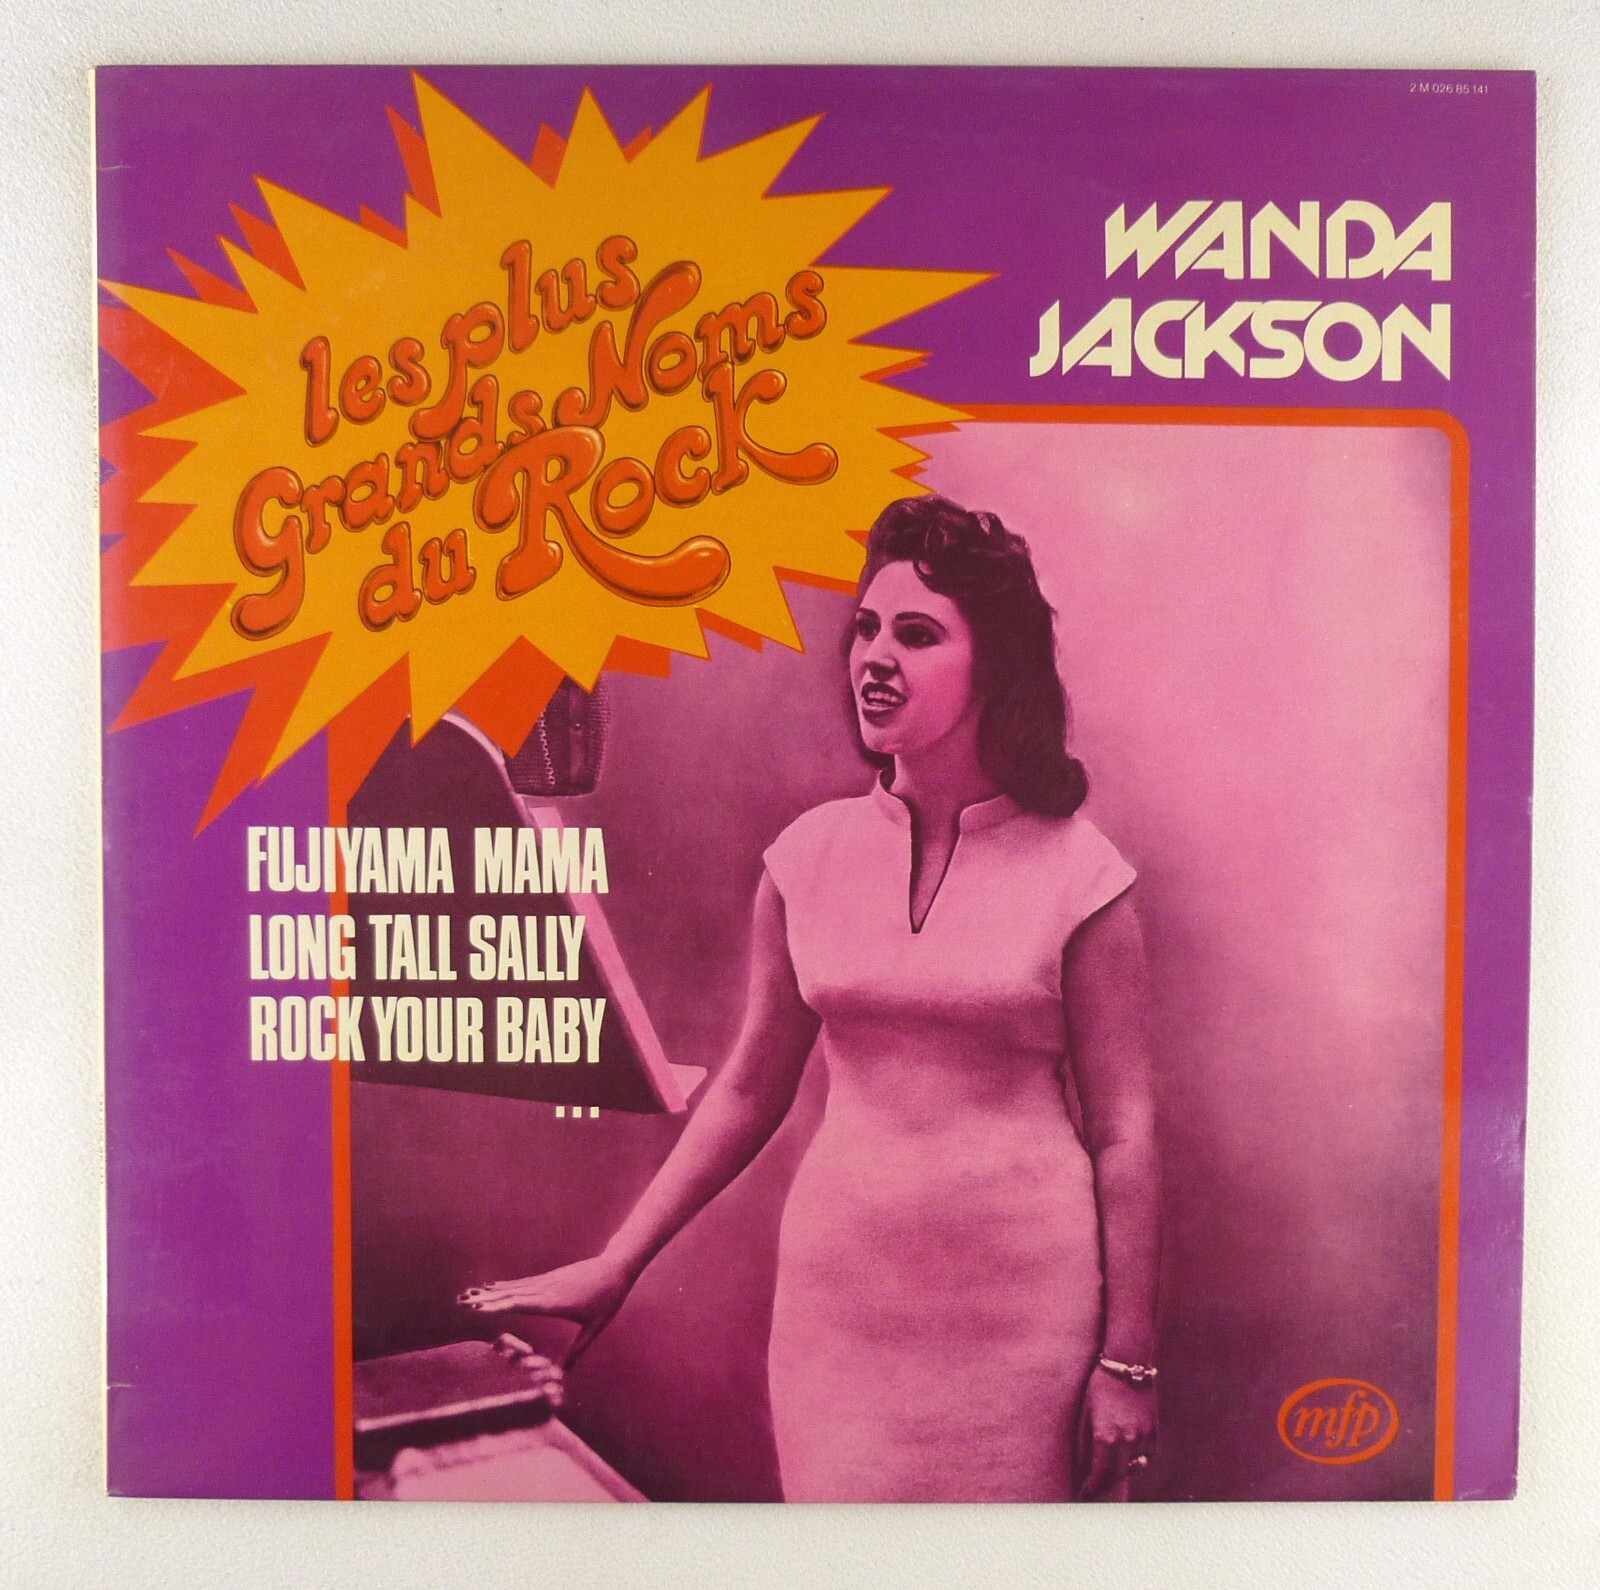 2 M 026 85 141
WANDA
JACKSON
les plus
Grands Noms
du Rock
FUJIYAMA MAMA
LONG TALL SALLY
ROCK YOUR BABY
...
mfp